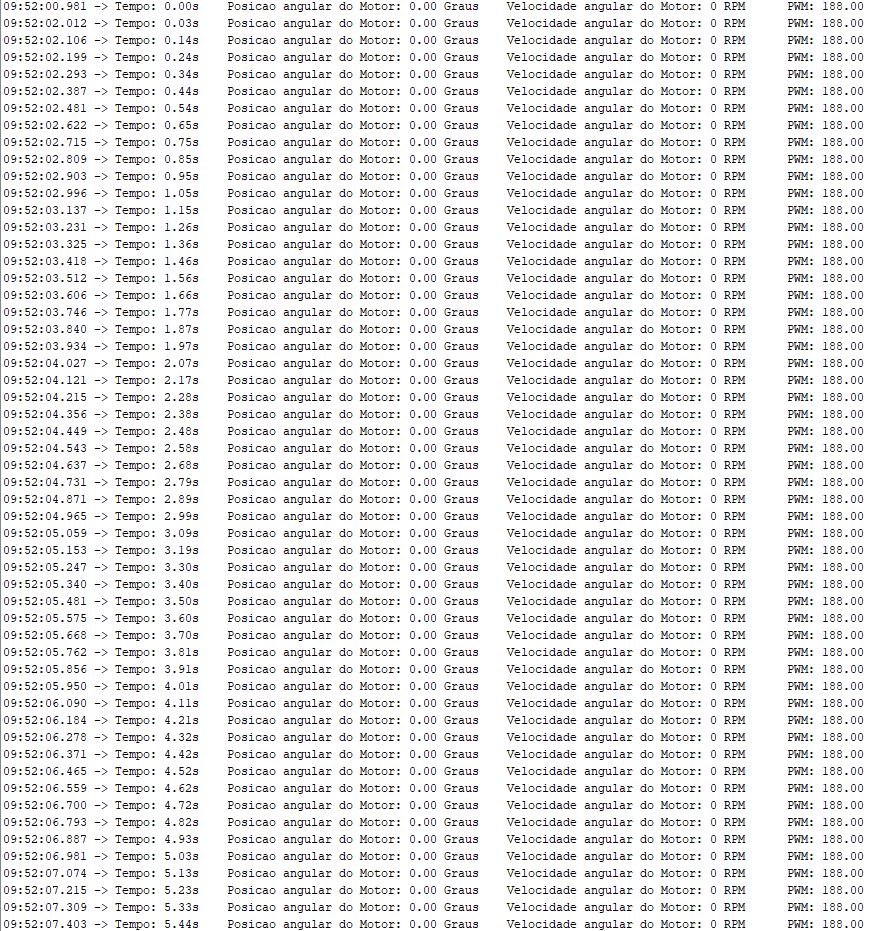 09:52:00.981 -> Tempo: 0.00s    Posicao angular do Motor: 0.00 Graus    Velocidade angular do Motor: 0 RPM      PWM: 188.00
09:52:02.012 -> Tempo: 0.03s    Posicao angular do Motor: 0.00 Graus    Velocidade angular do Motor: 0 RPM      PWM: 188.00
09:52:02.106 -> Tempo: 0.14s    Posicao angular do Motor: 0.00 Graus    Velocidade angular do Motor: 0 RPM      PWM: 188.00
09:52:02.199 -> Tempo: 0.24s    Posicao angular do Motor: 0.00 Graus    Velocidade angular do Motor: 0 RPM      PWM: 188.00
09:52:02.293 -> Tempo: 0.34s    Posicao angular do Motor: 0.00 Graus    Velocidade angular do Motor: 0 RPM      PWM: 188.00
09:52:02.387 -> Tempo: 0.44s    Posicao angular do Motor: 0.00 Graus    Velocidade angular do Motor: 0 RPM      PWM: 188.00
09:52:02.481 -> Tempo: 0.54s    Posicao angular do Motor: 0.00 Graus    Velocidade angular do Motor: 0 RPM      PWM: 188.00
09:52:02.622 -> Tempo: 0.65s    Posicao angular do Motor: 0.00 Graus    Velocidade angular do Motor: 0 RPM      PWM: 188.00
09:52:02.715 -> Tempo: 0.75s    Posicao angular do Motor: 0.00 Graus    Velocidade angular do Motor: 0 RPM      PWM: 188.00
09:52:02.809 -> Tempo: 0.85s    Posicao angular do Motor: 0.00 Graus    Velocidade angular do Motor: 0 RPM      PWM: 188.00
09:52:02.903 -> Tempo: 0.95s    Posicao angular do Motor: 0.00 Graus    Velocidade angular do Motor: 0 RPM      PWM: 188.00
09:52:02.996 -> Tempo: 1.05s    Posicao angular do Motor: 0.00 Graus    Velocidade angular do Motor: 0 RPM      PWM: 188.00
09:52:03.137 -> Tempo: 1.15s    Posicao angular do Motor: 0.00 Graus    Velocidade angular do Motor: 0 RPM      PWM: 188.00
09:52:03.231 -> Tempo: 1.26s    Posicao angular do Motor: 0.00 Graus    Velocidade angular do Motor: 0 RPM      PWM: 188.00
09:52:03.325 -> Tempo: 1.36s    Posicao angular do Motor: 0.00 Graus    Velocidade angular do Motor: 0 RPM      PWM: 188.00
09:52:03.418 -> Tempo: 1.46s    Posicao angular do Motor: 0.00 Graus    Velocidade angular do Motor: 0 RPM      PWM: 188.00
09:52:03.512 -> Tempo: 1.56s    Posicao angular do Motor: 0.00 Graus    Velocidade angular do Motor: 0 RPM      PWM: 188.00
09:52:03.606 -> Tempo: 1.66s    Posicao angular do Motor: 0.00 Graus    Velocidade angular do Motor: 0 RPM      PWM: 188.00
09:52:03.746 -> Tempo: 1.77s    Posicao angular do Motor: 0.00 Graus    Velocidade angular do Motor: 0 RPM      PWM: 188.00
09:52:03.840 -> Tempo: 1.87s    Posicao angular do Motor: 0.00 Graus    Velocidade angular do Motor: 0 RPM      PWM: 188.00
09:52:03.934 -> Tempo: 1.97s    Posicao angular do Motor: 0.00 Graus    Velocidade angular do Motor: 0 RPM      PWM: 188.00
09:52:04.027 -> Tempo: 2.07s    Posicao angular do Motor: 0.00 Graus    Velocidade angular do Motor: 0 RPM      PWM: 188.00
09:52:04.121 -> Tempo: 2.17s    Posicao angular do Motor: 0.00 Graus    Velocidade angular do Motor: 0 RPM      PWM: 188.00
09:52:04.215 -> Tempo: 2.28s    Posicao angular do Motor: 0.00 Graus    Velocidade angular do Motor: 0 RPM      PWM: 188.00
09:52:04.356 -> Tempo: 2.38s    Posicao angular do Motor: 0.00 Graus    Velocidade angular do Motor: 0 RPM      PWM: 188.00
09:52:04.449 -> Tempo: 2.48s    Posicao angular do Motor: 0.00 Graus    Velocidade angular do Motor: 0 RPM      PWM: 188.00
09:52:04.543 -> Tempo: 2.58s    Posicao angular do Motor: 0.00 Graus    Velocidade angular do Motor: 0 RPM      PWM: 188.00
09:52:04.637 -> Tempo: 2.68s    Posicao angular do Motor: 0.00 Graus    Velocidade angular do Motor: 0 RPM      PWM: 188.00
09:52:04.731 -> Tempo: 2.79s    Posicao angular do Motor: 0.00 Graus    Velocidade angular do Motor: 0 RPM      PWM: 188.00
09:52:04.871 -> Tempo: 2.89s    Posicao angular do Motor: 0.00 Graus    Velocidade angular do Motor: 0 RPM      PWM: 188.00
09:52:04.965 -> Tempo: 2.99s    Posicao angular do Motor: 0.00 Graus    Velocidade angular do Motor: 0 RPM      PWM: 188.00
09:52:05.059 -> Tempo: 3.09s    Posicao angular do Motor: 0.00 Graus    Velocidade angular do Motor: 0 RPM      PWM: 188.00
09:52:05.153 -> Tempo: 3.19s    Posicao angular do Motor: 0.00 Graus    Velocidade angular do Motor: 0 RPM      PWM: 188.00
09:52:05.247 -> Tempo: 3.30s    Posicao angular do Motor: 0.00 Graus    Velocidade angular do Motor: 0 RPM      PWM: 188.00
09:52:05.340 -> Tempo: 3.40s    Posicao angular do Motor: 0.00 Graus    Velocidade angular do Motor: 0 RPM      PWM: 188.00
09:52:05.481 -> Tempo: 3.50s    Posicao angular do Motor: 0.00 Graus    Velocidade angular do Motor: 0 RPM      PWM: 188.00
09:52:05.575 -> Tempo: 3.60s    Posicao angular do Motor: 0.00 Graus    Velocidade angular do Motor: 0 RPM      PWM: 188.00
09:52:05.668 -> Tempo: 3.70s    Posicao angular do Motor: 0.00 Graus    Velocidade angular do Motor: 0 RPM      PWM: 188.00
09:52:05.762 -> Tempo: 3.81s    Posicao angular do Motor: 0.00 Graus    Velocidade angular do Motor: 0 RPM      PWM: 188.00
09:52:05.856 -> Tempo: 3.91s    Posicao angular do Motor: 0.00 Graus    Velocidade angular do Motor: 0 RPM      PWM: 188.00
09:52:05.950 -> Tempo: 4.01s    Posicao angular do Motor: 0.00 Graus    Velocidade angular do Motor: 0 RPM      PWM: 188.00
09:52:06.090 -> Tempo: 4.11s    Posicao angular do Motor: 0.00 Graus    Velocidade angular do Motor: 0 RPM      PWM: 188.00
09:52:06.184 -> Tempo: 4.21s    Posicao angular do Motor: 0.00 Graus    Velocidade angular do Motor: 0 RPM      PWM: 188.00
09:52:06.278 -> Tempo: 4.32s    Posicao angular do Motor: 0.00 Graus    Velocidade angular do Motor: 0 RPM      PWM: 188.00
09:52:06.371 -> Tempo: 4.42s    Posicao angular do Motor: 0.00 Graus    Velocidade angular do Motor: 0 RPM      PWM: 188.00
09:52:06.465 -> Tempo: 4.52s    Posicao angular do Motor: 0.00 Graus    Velocidade angular do Motor: 0 RPM      PWM: 188.00
09:52:06.559 -> Tempo: 4.62s    Posicao angular do Motor: 0.00 Graus    Velocidade angular do Motor: 0 RPM      PWM: 188.00
09:52:06.700 -> Tempo: 4.72s    Posicao angular do Motor: 0.00 Graus    Velocidade angular do Motor: 0 RPM      PWM: 188.00
09:52:06.793 -> Tempo: 4.82s    Posicao angular do Motor: 0.00 Graus    Velocidade angular do Motor: 0 RPM      PWM: 188.00
09:52:06.887 -> Tempo: 4.93s    Posicao angular do Motor: 0.00 Graus    Velocidade angular do Motor: 0 RPM      PWM: 188.00
09:52:06.981 -> Tempo: 5.03s    Posicao angular do Motor: 0.00 Graus    Velocidade angular do Motor: 0 RPM      PWM: 188.00
09:52:07.074 -> Tempo: 5.13s    Posicao angular do Motor: 0.00 Graus    Velocidade angular do Motor: 0 RPM      PWM: 188.00
09:52:07.215 -> Tempo: 5.23s    Posicao angular do Motor: 0.00 Graus    Velocidade angular do Motor: 0 RPM      PWM: 188.00
09:52:07.309 -> Tempo: 5.33s    Posicao angular do Motor: 0.00 Graus    Velocidade angular do Motor: 0 RPM      PWM: 188.00
09:52:07.403 -> Tempo: 5.44s    Posicao angular do Motor: 0.00 Graus    Velocidade angular do Motor: 0 RPM      PWM: 188.00